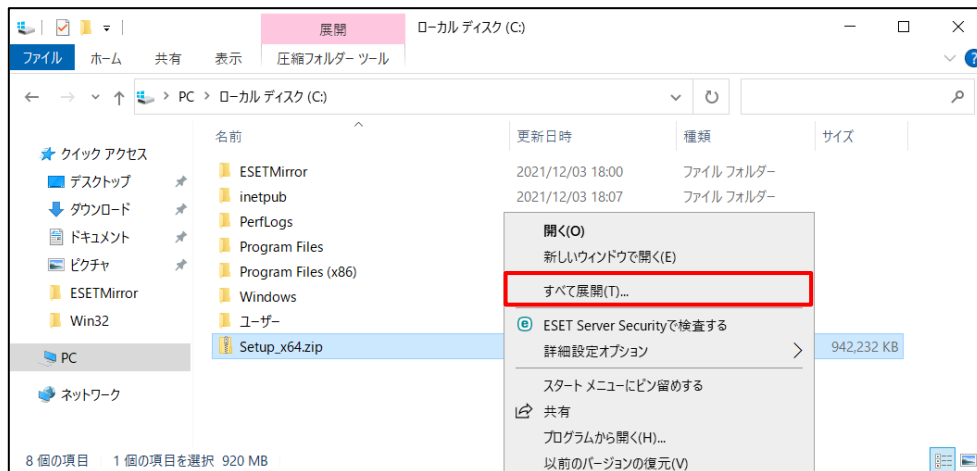 展開 ローカル ディスク (C:)
ファイル ホーム 共有 表示 圧縮フォルダー ツール
PC > ローカル ディスク (C:)
名前 更新日時 種類 サイズ
クイック アクセス
デスクトップ
ダウンロード
ドキュメント
ピクチャ
ESETMirror
Win32
PC
ネットワーク
ESETMirror 2021/12/03 18:00 ファイル フォルダー
inetpub 2021/12/03 18:07 ファイル フォルダー
PerfLogs
Program Files
Program Files (x86)
Windows
ユーザー
Setup_x64.zip 942,232 KB
開く(O)
新しいウィンドウで開く(E)
すべて展開(T)...
ESET Server Securityで検査する
詳細設定オプション
スタート メニューにピン留めする
共有
プログラムから開く(H)...
以前のバージョンの復元(V)
8 個の項目 1 個の項目を選択 920 MB